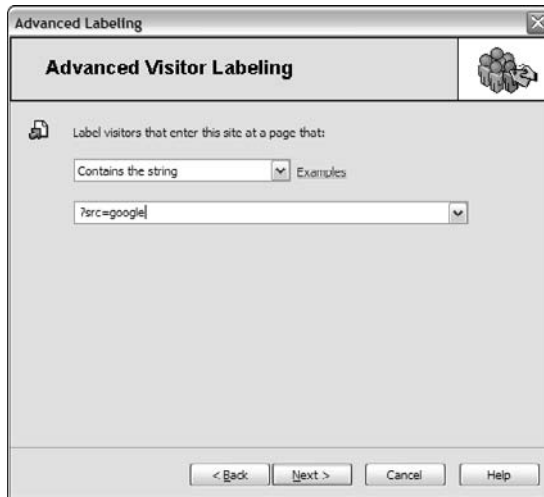 Advanced Labeling
Advanced Visitor Labeling
Label visitors that enter this site at a page that:
Contains the string Examples
?src=google
< Back Next > Cancel Help